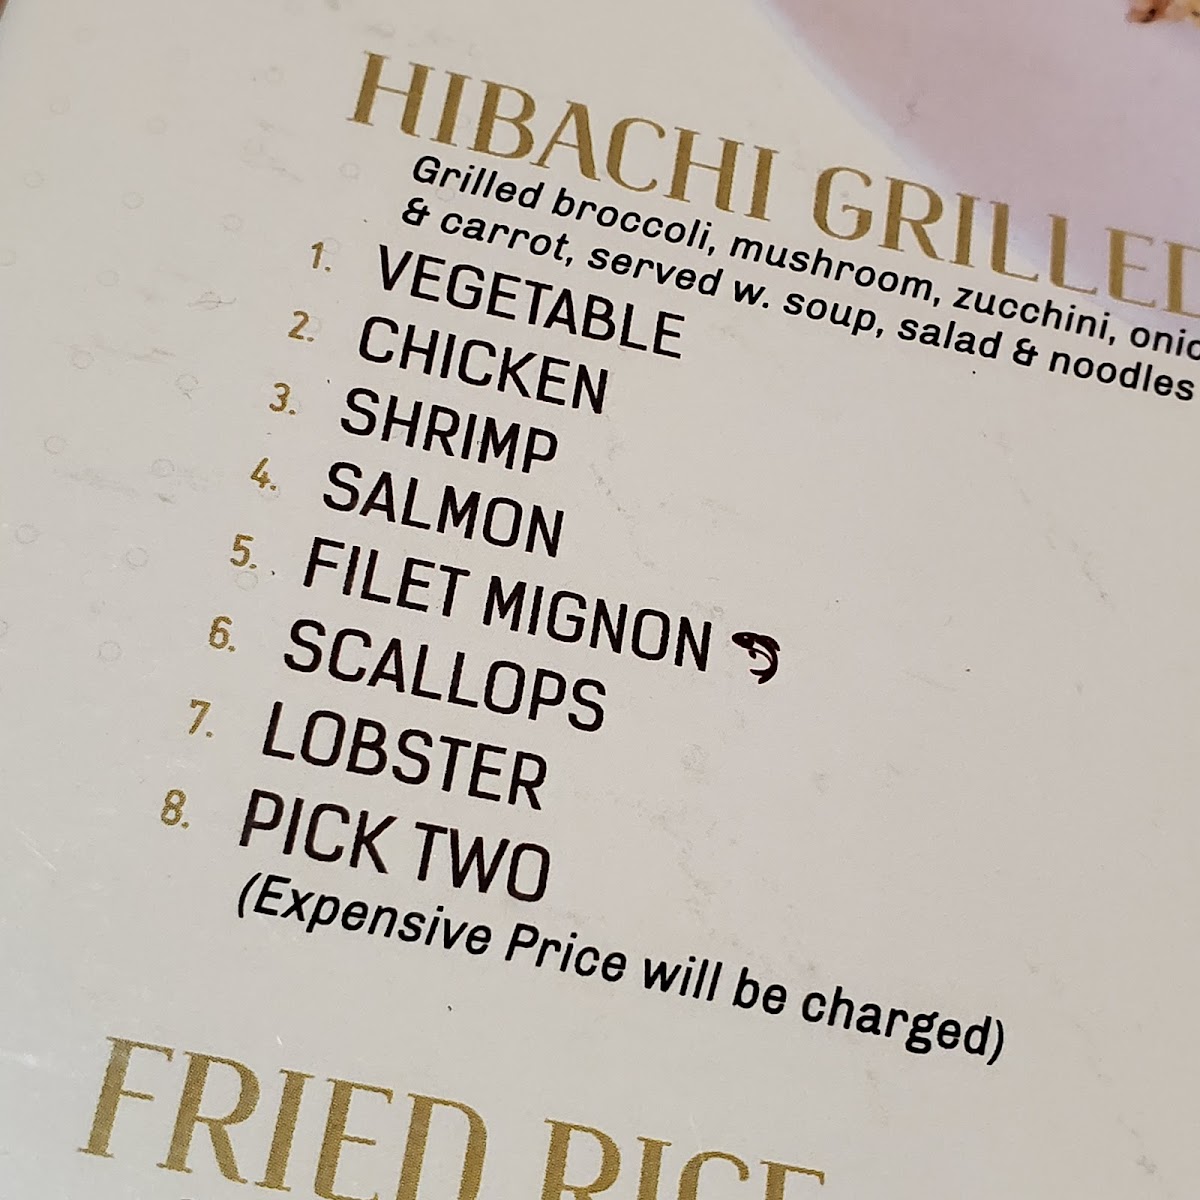 HIBACHI GRILLED
Grilled broccoli, mushroom, zucchini,
& carrot, served w. soup, salad & noodles
1. VEGETABLE
2. CHICKEN
3. SHRIMP
4. SALMON
5. FILET MIGNON
6. SCALLOPS
7. LOBSTER
8. PICK TWO
(Expensive Price will be charged)
FRIED RICE